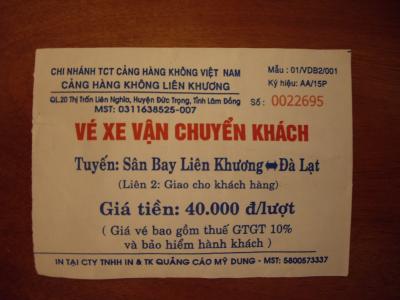 CHI NHÁNH TCT CẢNG HÀNG KHÔNG VIỆT NAM
CẢNG HÀNG KHÔNG LIÊN KHƯƠNG
QL.20 Thị Trấn Liên Nghĩa, Huyện Đức Trọng, Tỉnh Lâm Đồng
MST: 0311638525-007
Mẫu : 01/VDB2/001
Ký hiệu: AA/15P
Số : 0022695
VÉ XE VẬN CHUYỂN KHÁCH
Tuyến: Sân Bay Liên Khương⬌Đà Lạt
(Liên 2: Giao cho khách hàng)
Giá tiền: 40.000 đ/lượt
( Giá vé bao gồm thuế GTGT 10%
và bảo hiểm hành khách )
IN TẠI CTY TNHH IN & TK QUẢNG CÁO MỸ DUNG - MST: 5800573337